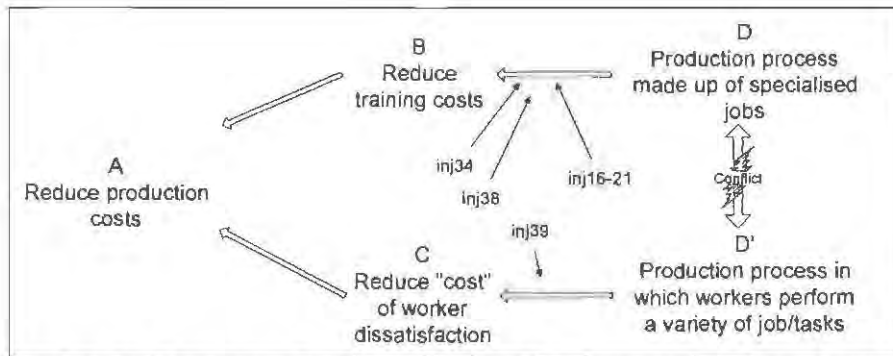 B
Reduce
training costs
D
Production process
made up of specialised
jobs
A
Reduce production
costs
inj34
inj38
inj16-21
Conflict
inj39
C
Reduce "cost"
of worker
dissatisfaction
D'
Production process in
which workers perform
a variety of job/tasks